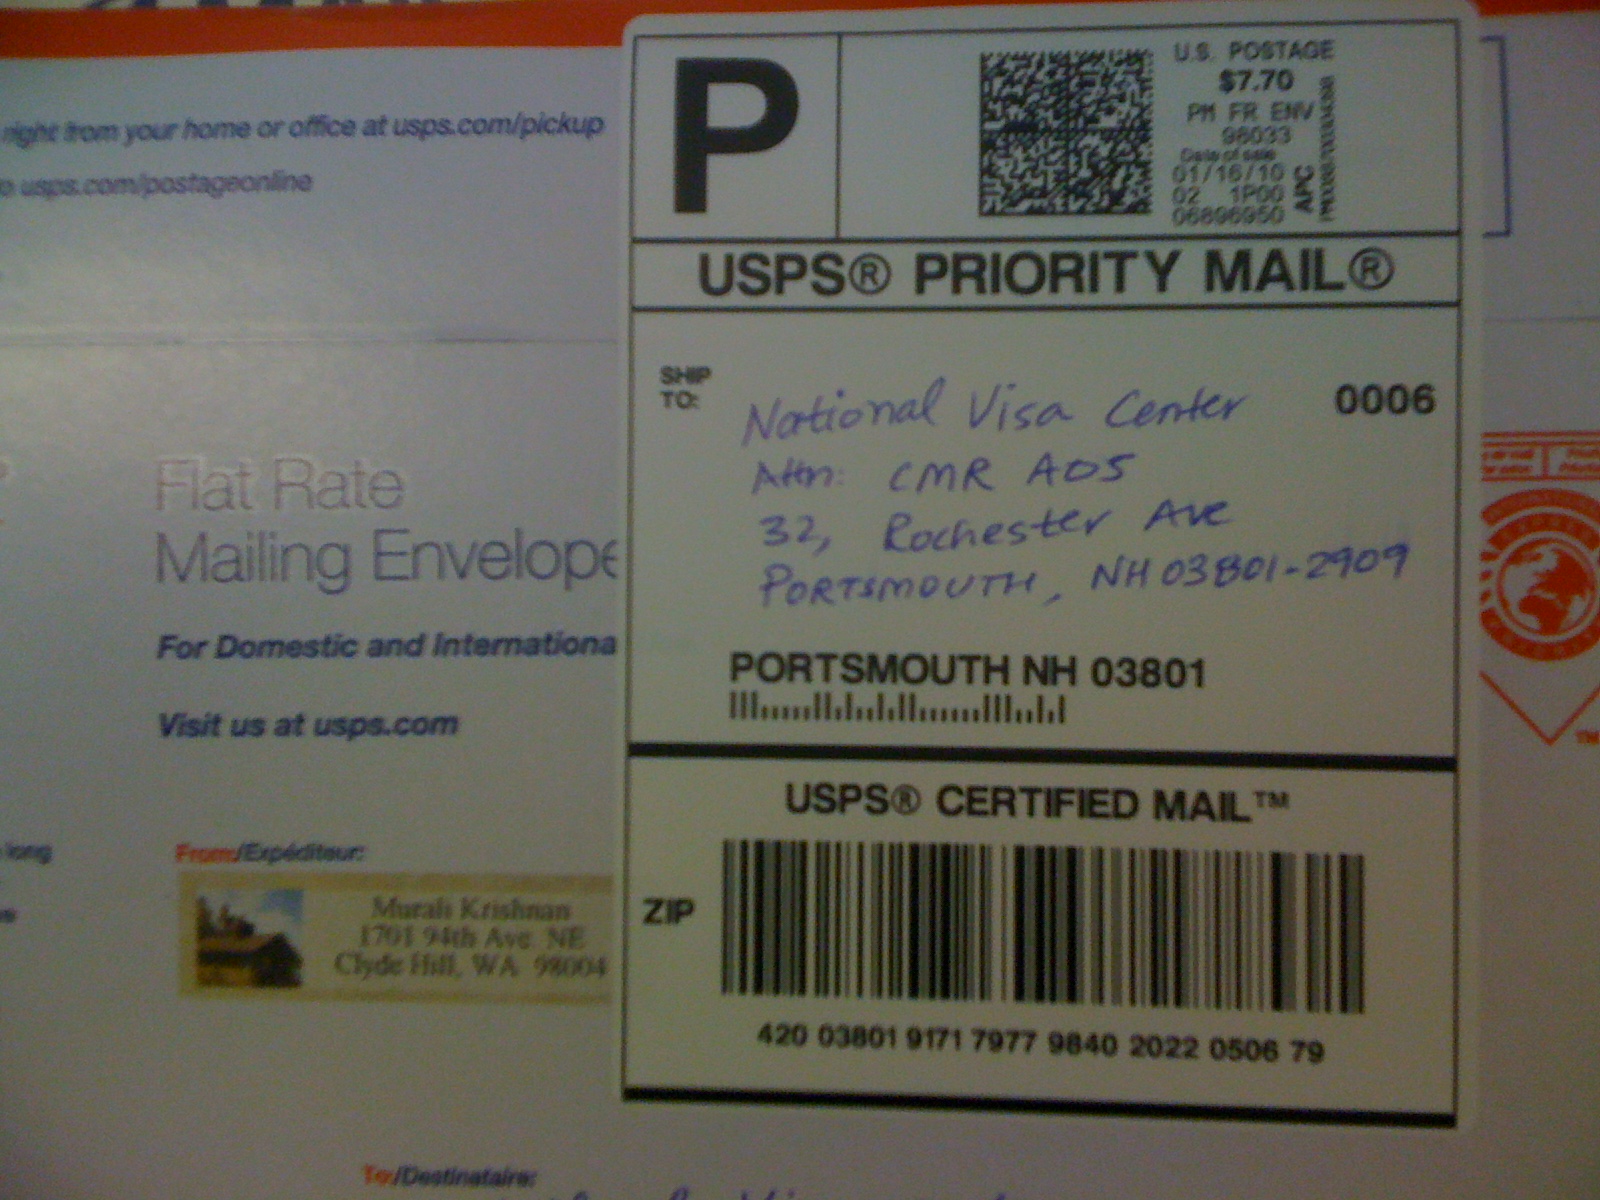 right from your home or office at usps.com/pickup
usps.com/postageonline
Flat Rate
Mailing Envelope
For Domestic and Internationa
Visit us at usps.com
long
From/Expéditeur:
Murali Krishnan
1701 94th Ave. NE
Clyde Hill, WA 98004
To/Destinataire:
P
U.S. POSTAGE
$7.70
PM FR ENV
98033
Date of sale
01/16/10
02 1P00
06896950
APC
USPS® PRIORITY MAIL®
0006
SHIP
TO:
National Visa Center
Attn: CMR AOS
32, Rochester Ave
PORTSMOUTH, NH 03801-2909
PORTSMOUTH NH 03801
USPS® CERTIFIED MAIL™
ZIP
420 03801 9171 7977 9840 2022 0506 79
TM